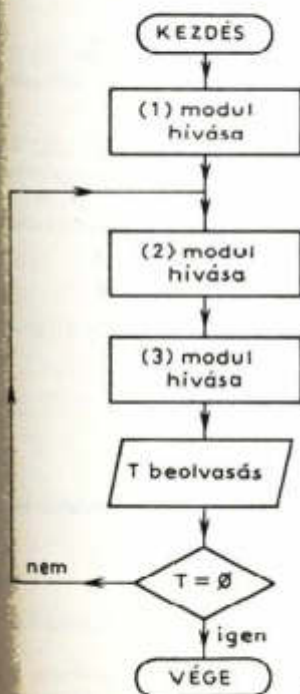 KEZDÉS
(1) modul
hívása
(2) modul
hívása
(3) modul
hívása
T beolvasás
T = Ø
nem
igen
VÉGE